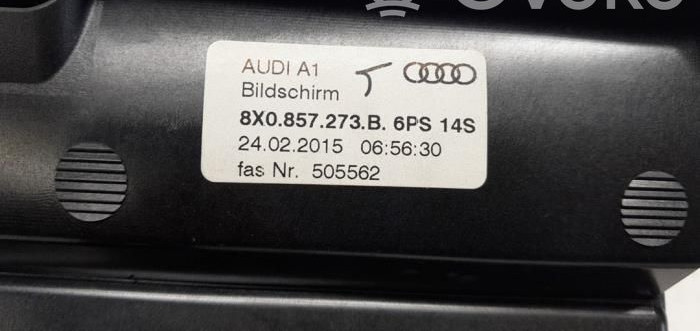 AUDI A1
Bildschirm
8X0.857.273.B. 6PS 14S
24.02.2015 06:56:30
fas Nr. 505562